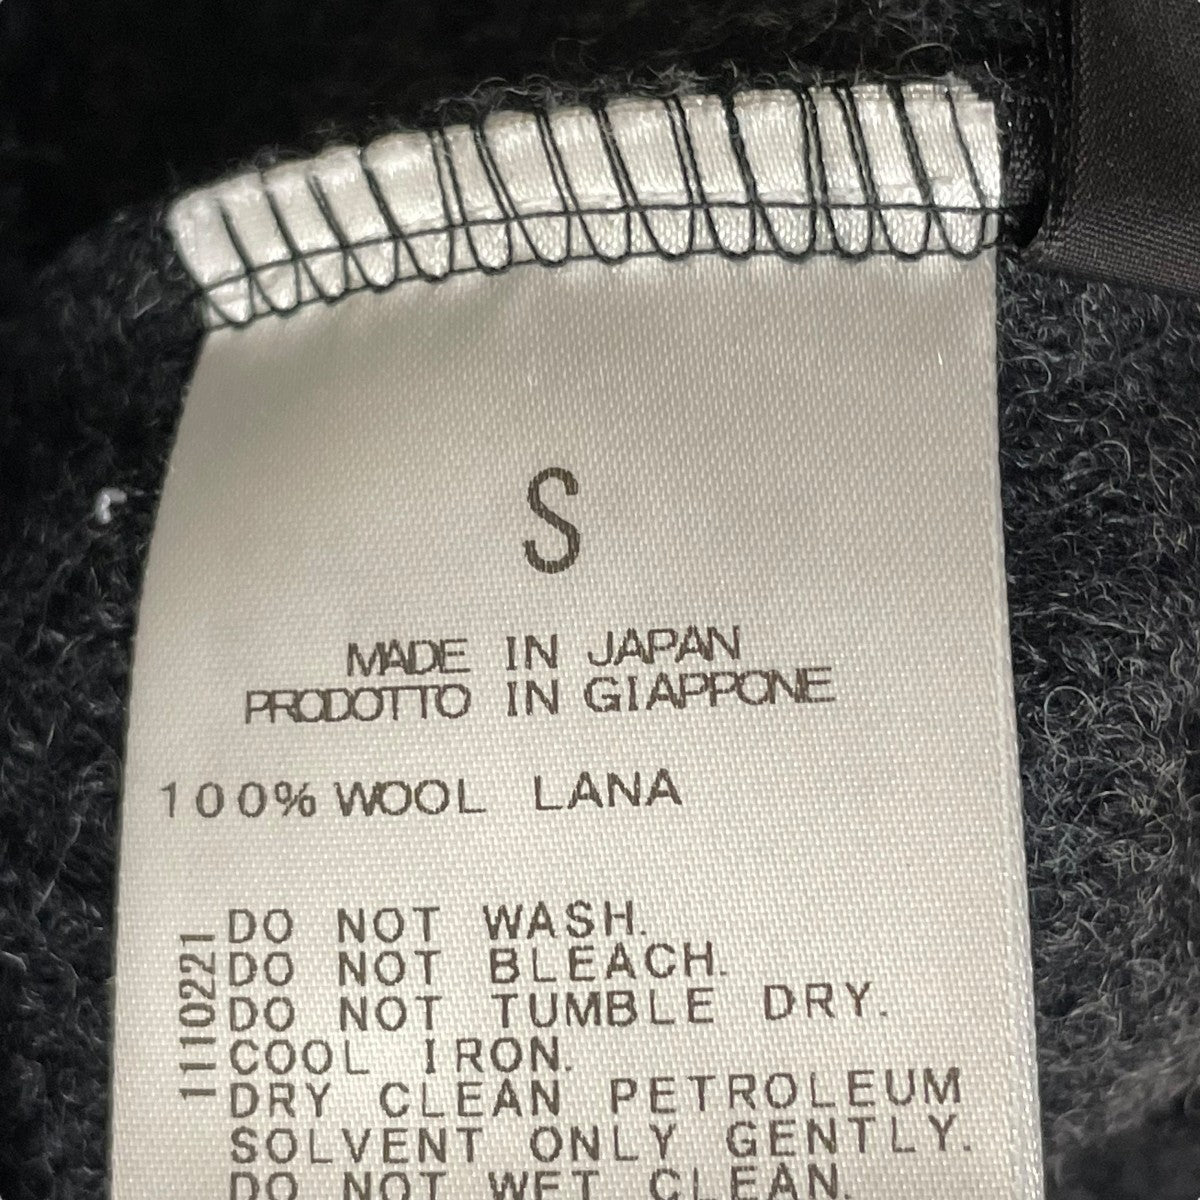 S
MADE IN JAPAN
PRODOTTO IN GIAPPONE
100% WOOL LANA
DO NOT WASH.
DO NOT BLEACH.
DO NOT TUMBLE DRY.
COOL IRON.
DRY CLEAN PETROLEUM
SOLVENT ONLY GENTLY.
DO NOT WET CLEAN.
1110221